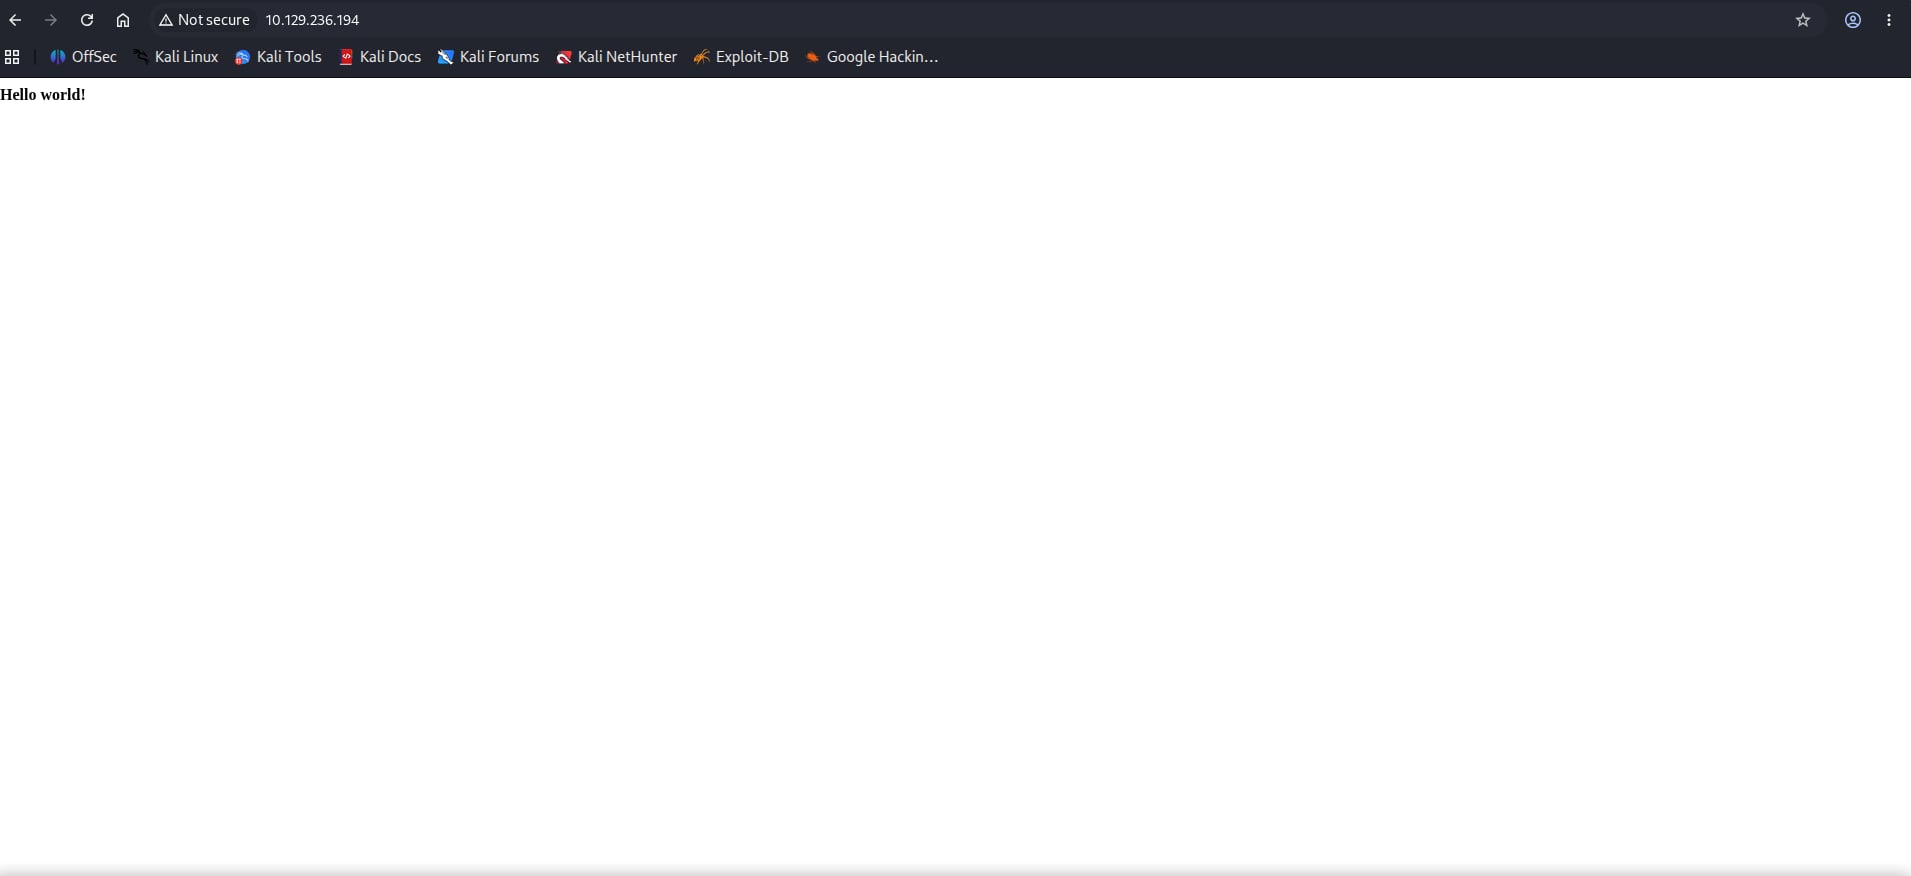 Not secure 10.129.236.194
OffSec Kali Linux Kali Tools Kali Docs Kali Forums Kali NetHunter Exploit-DB Google Hackin...
Hello world!